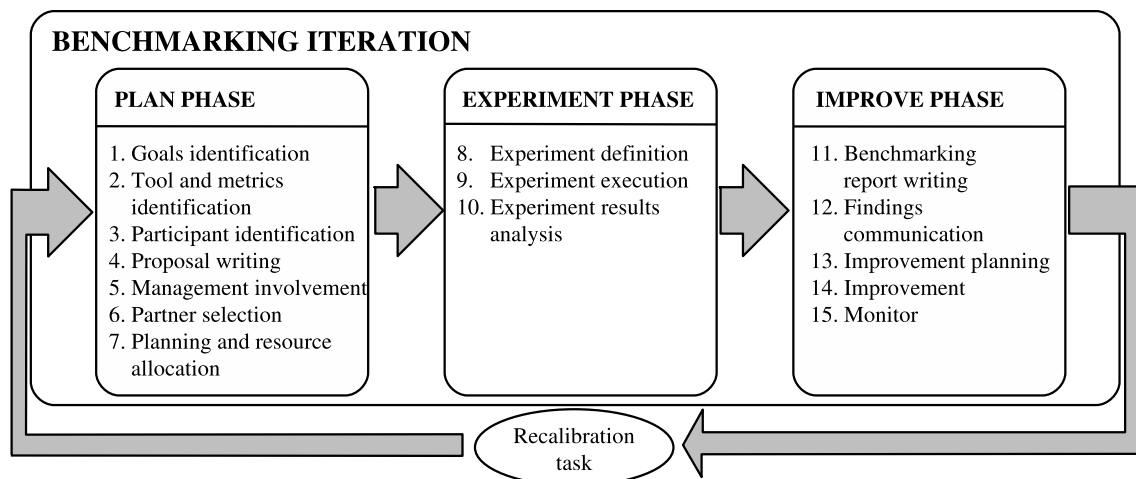 BENCHMARKING ITERATION
PLAN PHASE
1. Goals identification
2. Tool and metrics
identification
3. Participant identification
4. Proposal writing
5. Management involvement
6. Partner selection
7. Planning and resource
allocation
EXPERIMENT PHASE
8. Experiment definition
9. Experiment execution
10. Experiment results
analysis
IMPROVE PHASE
11. Benchmarking
report writing
12. Findings
communication
13. Improvement planning
14. Improvement
15. Monitor
Recalibration
task